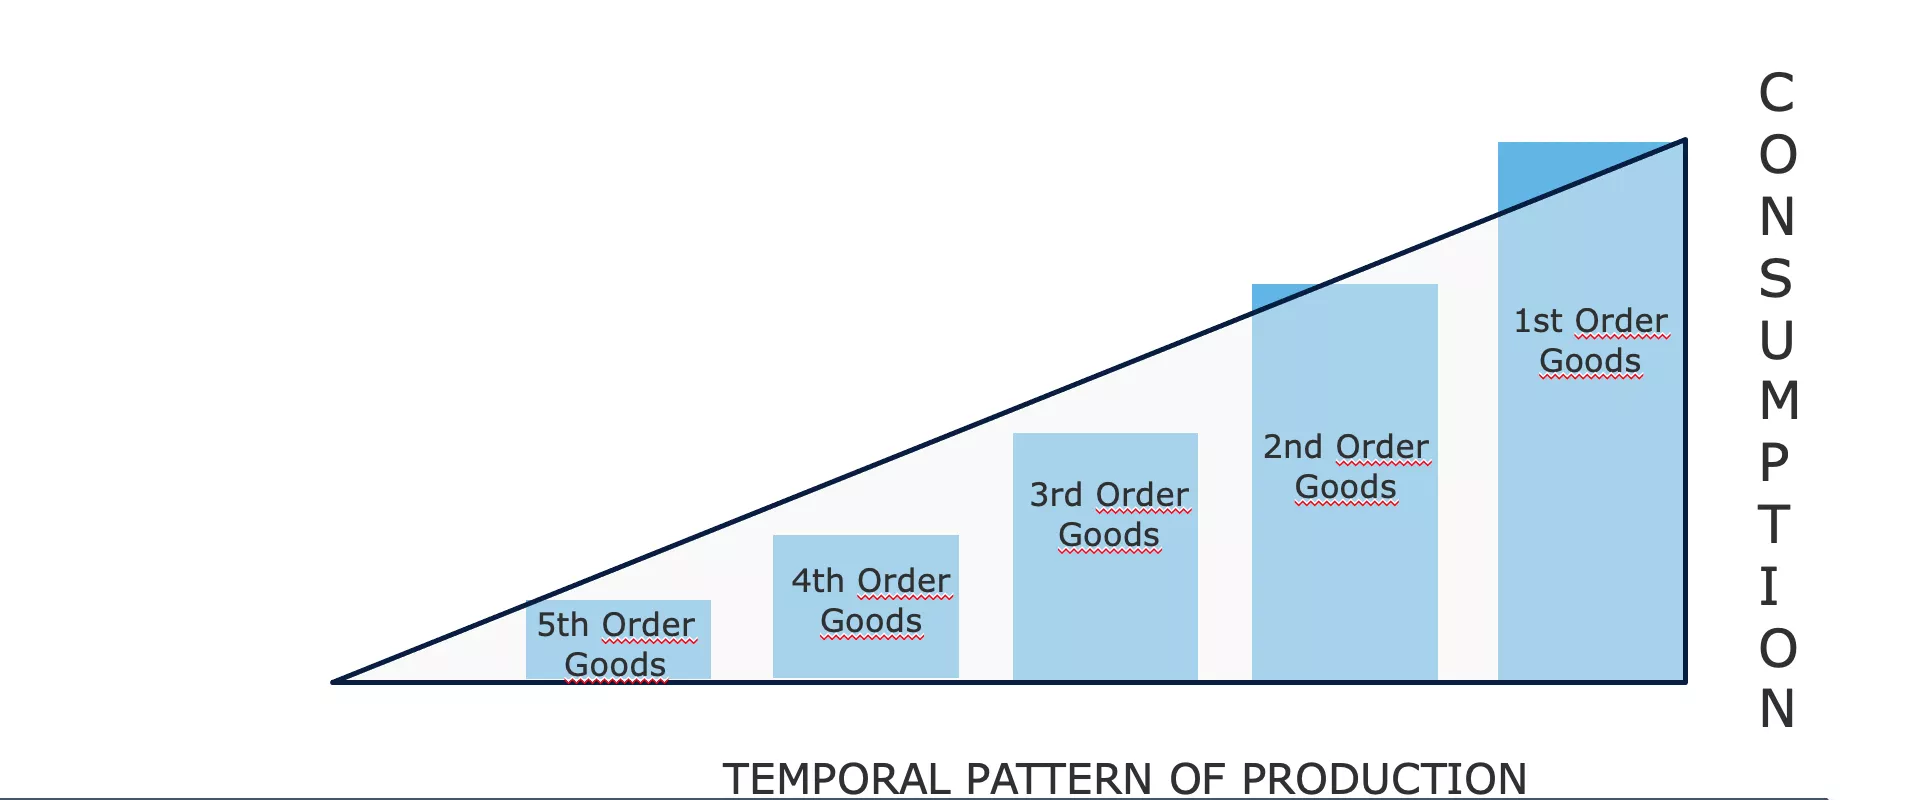 C
O
N
S
U
M
P
T
I
O
N
1st Order
Goods
2nd Order
Goods
3rd Order
Goods
4th Order
Goods
5th Order
Goods
TEMPORAL PATTERN OF PRODUCTION